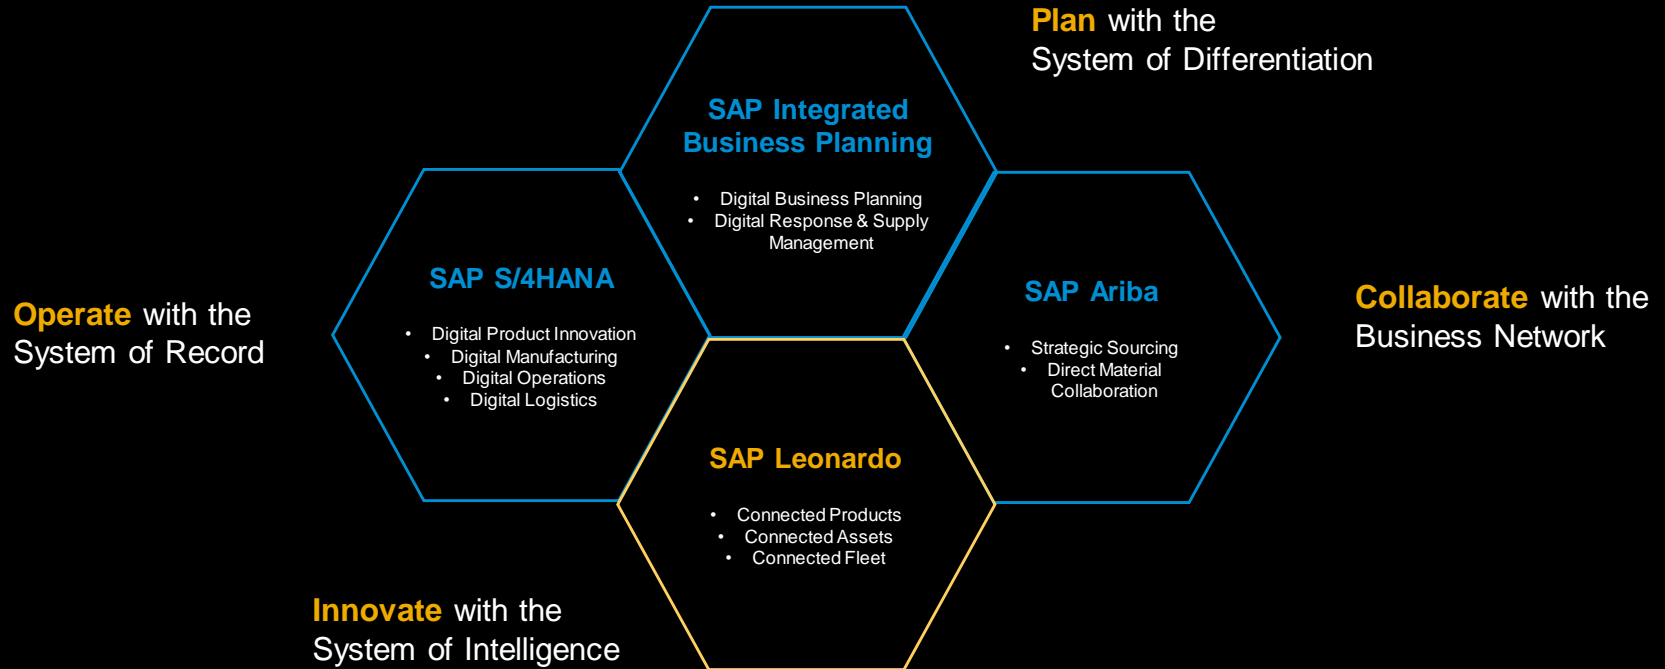 Plan with the
System of Differentiation
SAP Integrated
Business Planning
• Digital Business Planning
• Digital Response & Supply
Management
SAP S/4HANA
• Digital Product Innovation
• Digital Manufacturing
• Digital Operations
• Digital Logistics
Operate with the
System of Record
SAP Ariba
• Strategic Sourcing
• Direct Material
Collaboration
Collaborate with the
Business Network
SAP Leonardo
• Connected Products
• Connected Assets
• Connected Fleet
Innovate with the
System of Intelligence